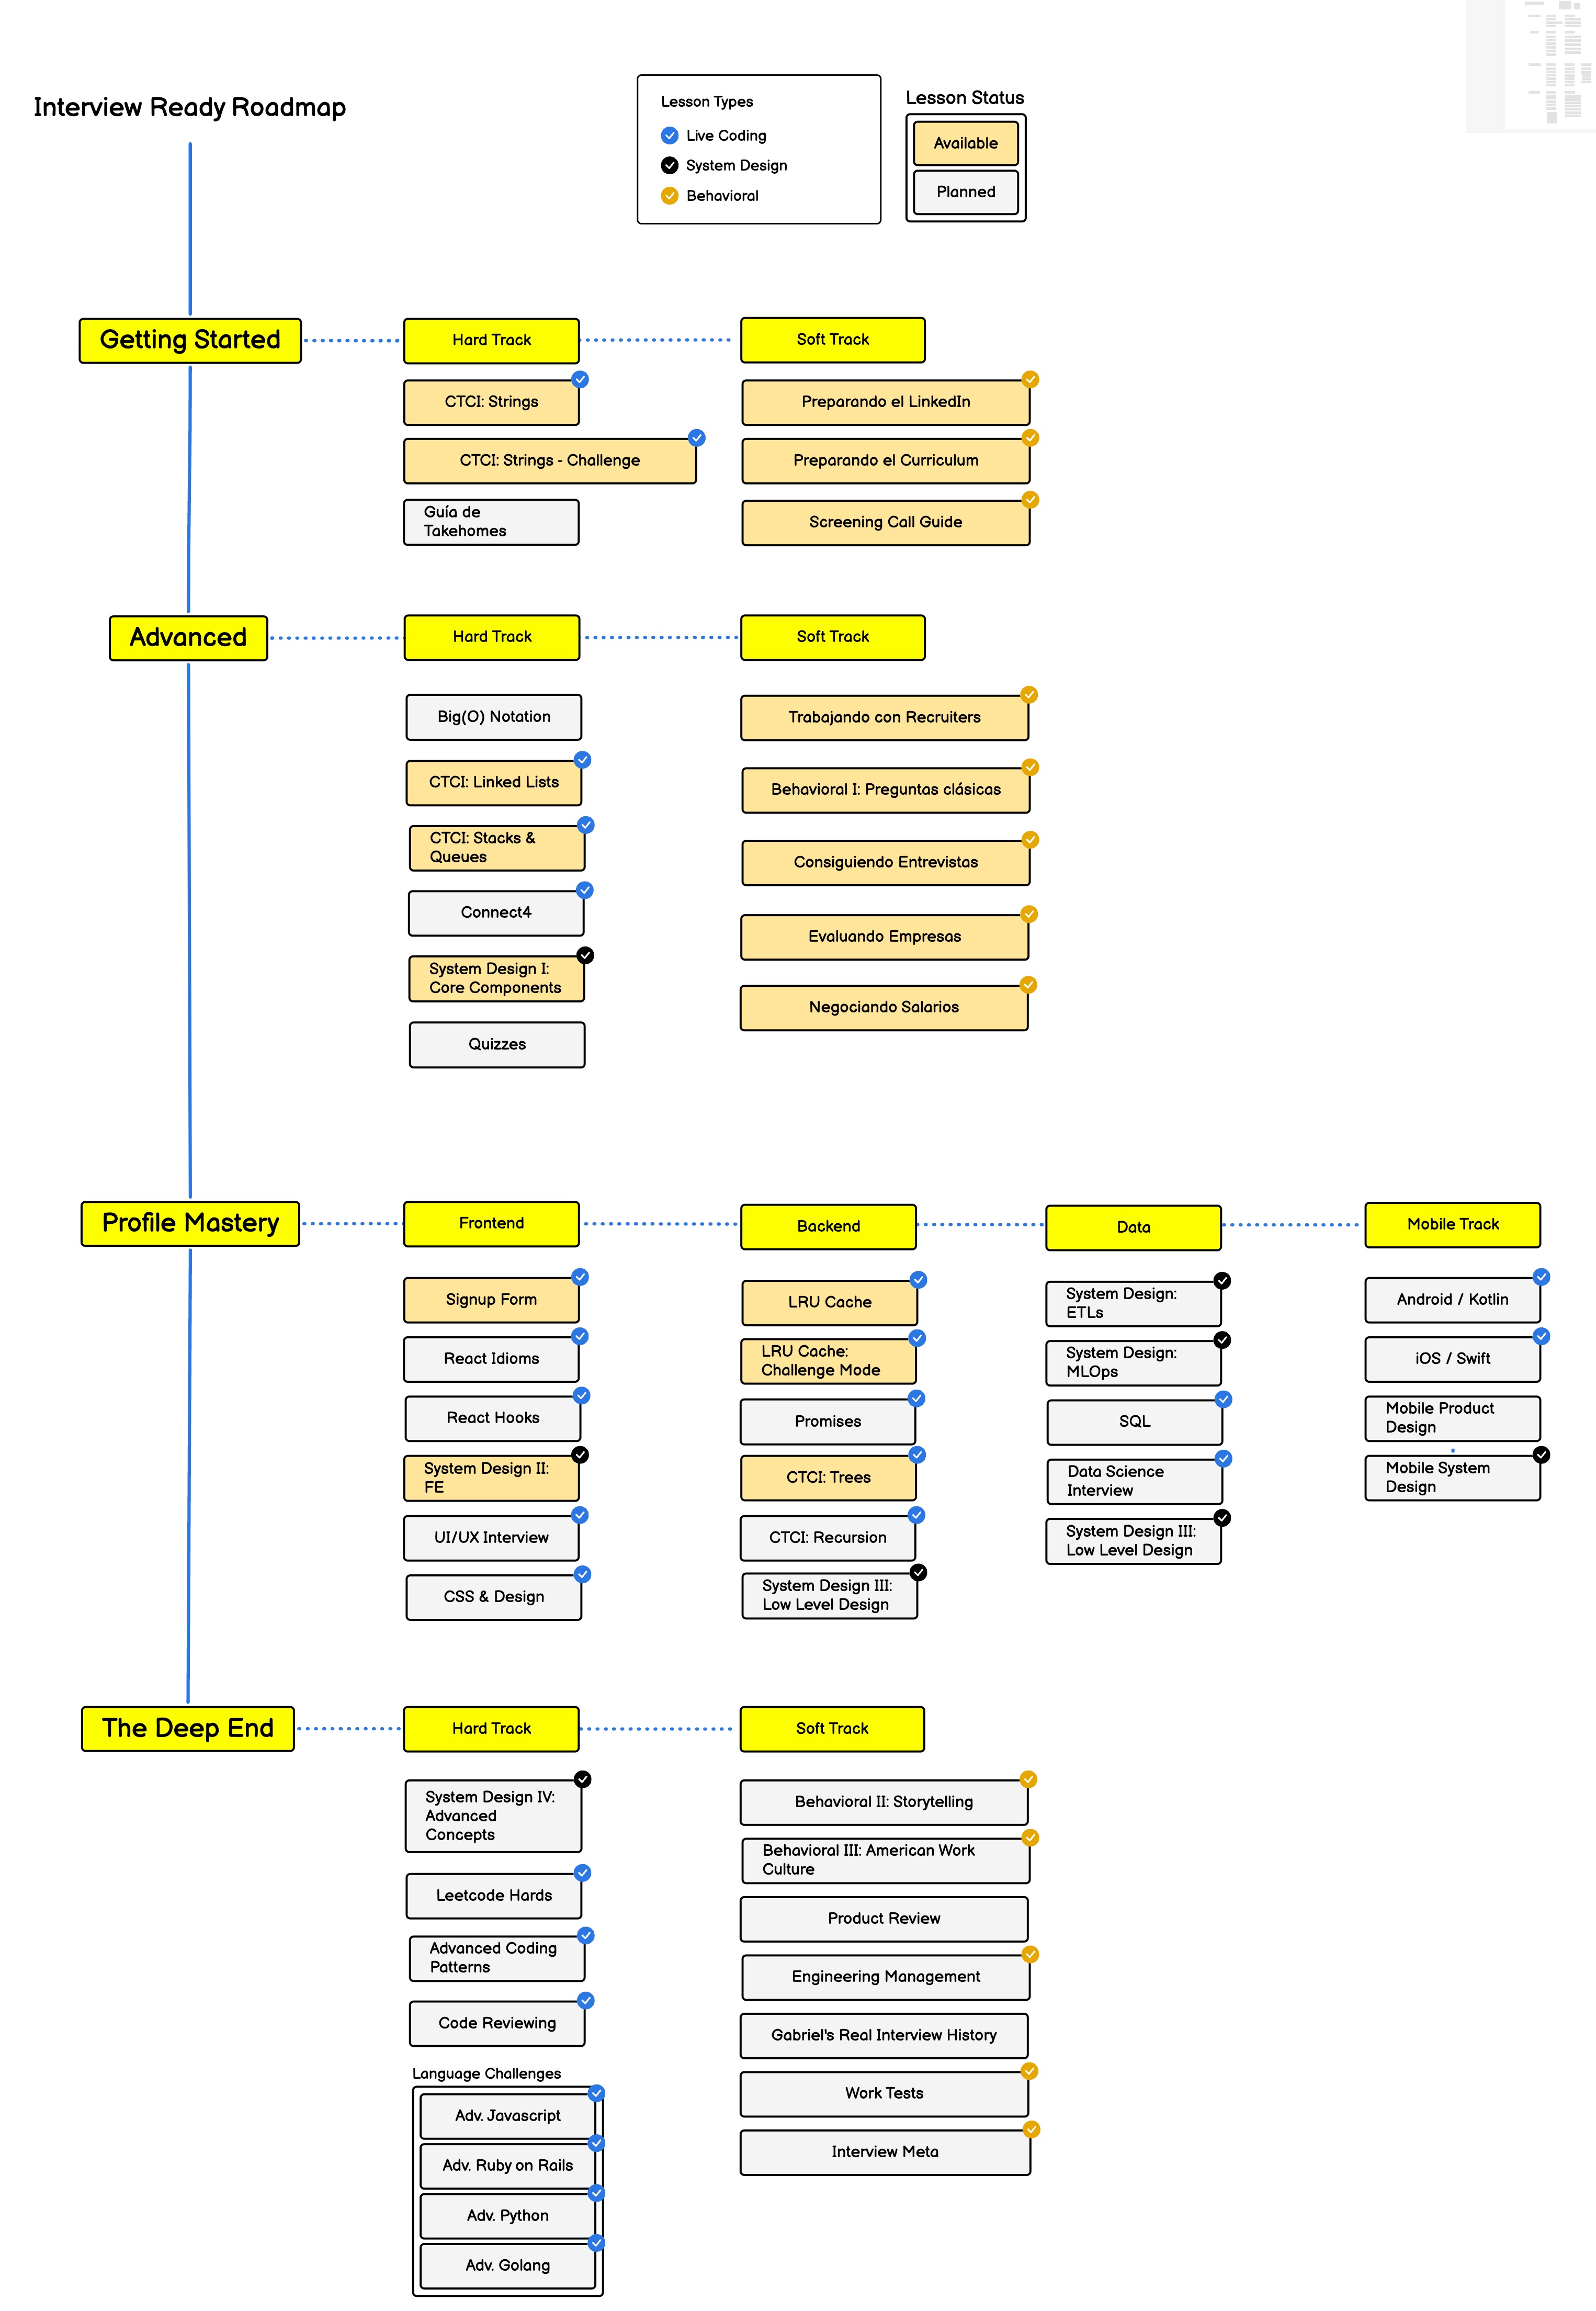 Interview Ready Roadmap
Lesson Types
Live Coding
System Design
Behavioral
Lesson Status
Available
Planned
Getting Started
Hard Track
CTCI: Strings
CTCI: Strings - Challenge
Guía de
Takehomes
Soft Track
Preparando el LinkedIn
Preparando el Curriculum
Screening Call Guide
Advanced
Hard Track
Big(O) Notation
CTCI: Linked Lists
CTCI: Stacks &
Queues
Connect4
System Design I:
Core Components
Quizzes
Soft Track
Trabajando con Recruiters
Behavioral I: Preguntas clásicas
Consiguiendo Entrevistas
Evaluando Empresas
Negociando Salarios
Profile Mastery
Frontend
Signup Form
React Idioms
React Hooks
System Design II:
FE
UI/UX Interview
CSS & Design
Backend
LRU Cache
LRU Cache:
Challenge Mode
Promises
CTCI: Trees
CTCI: Recursion
System Design III:
Low Level Design
Data
System Design:
ETLs
System Design:
MLOps
SQL
Data Science
Interview
System Design III:
Low Level Design
Mobile Track
Android / Kotlin
iOS / Swift
Mobile Product
Design
Mobile System
Design
The Deep End
Hard Track
System Design IV:
Advanced
Concepts
Leetcode Hards
Advanced Coding
Patterns
Code Reviewing
Language Challenges
Adv. Javascript
Adv. Ruby on Rails
Adv. Python
Adv. Golang
Soft Track
Behavioral II: Storytelling
Behavioral III: American Work
Culture
Product Review
Engineering Management
Gabriel's Real Interview History
Work Tests
Interview Meta